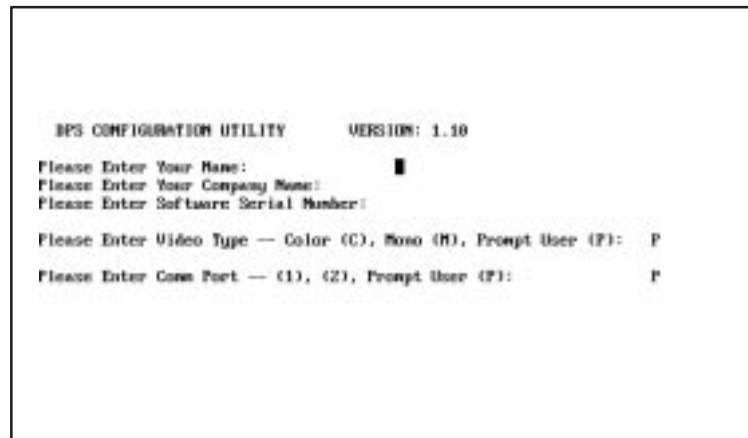 DPS CONFIGURATION UTILITY VERSION: 1.10
Please Enter Your Name:
Please Enter Your Company Name:
Please Enter Software Serial Number:
Please Enter Video Type -- Color (C), Mono (M), Prompt User (P): P
Please Enter Comm Port -- (1), (2), Prompt User (P): P